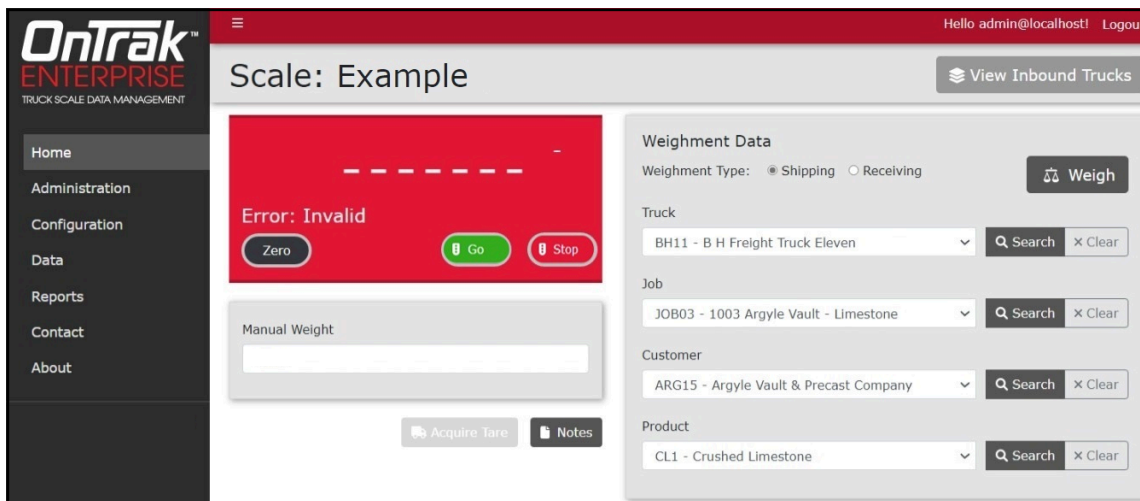 OnTrak™
ENTERPRISE
TRUCK SCALE DATA MANAGEMENT
Home
Administration
Configuration
Data
Reports
Contact
About
Hello admin@localhost! Logou
Scale: Example
View Inbound Trucks
- - - - - - - -
Error: Invalid
Zero Go Stop
Manual Weight
Acquire Tare Notes
Weighment Data
Weighment Type: Shipping Receiving
Weigh
Truck
BH11 - B H Freight Truck Eleven Search × Clear
Job
JOB03 - 1003 Argyle Vault - Limestone Search × Clear
Customer
ARG15 - Argyle Vault & Precast Company Search × Clear
Product
CL1 - Crushed Limestone Search × Clear